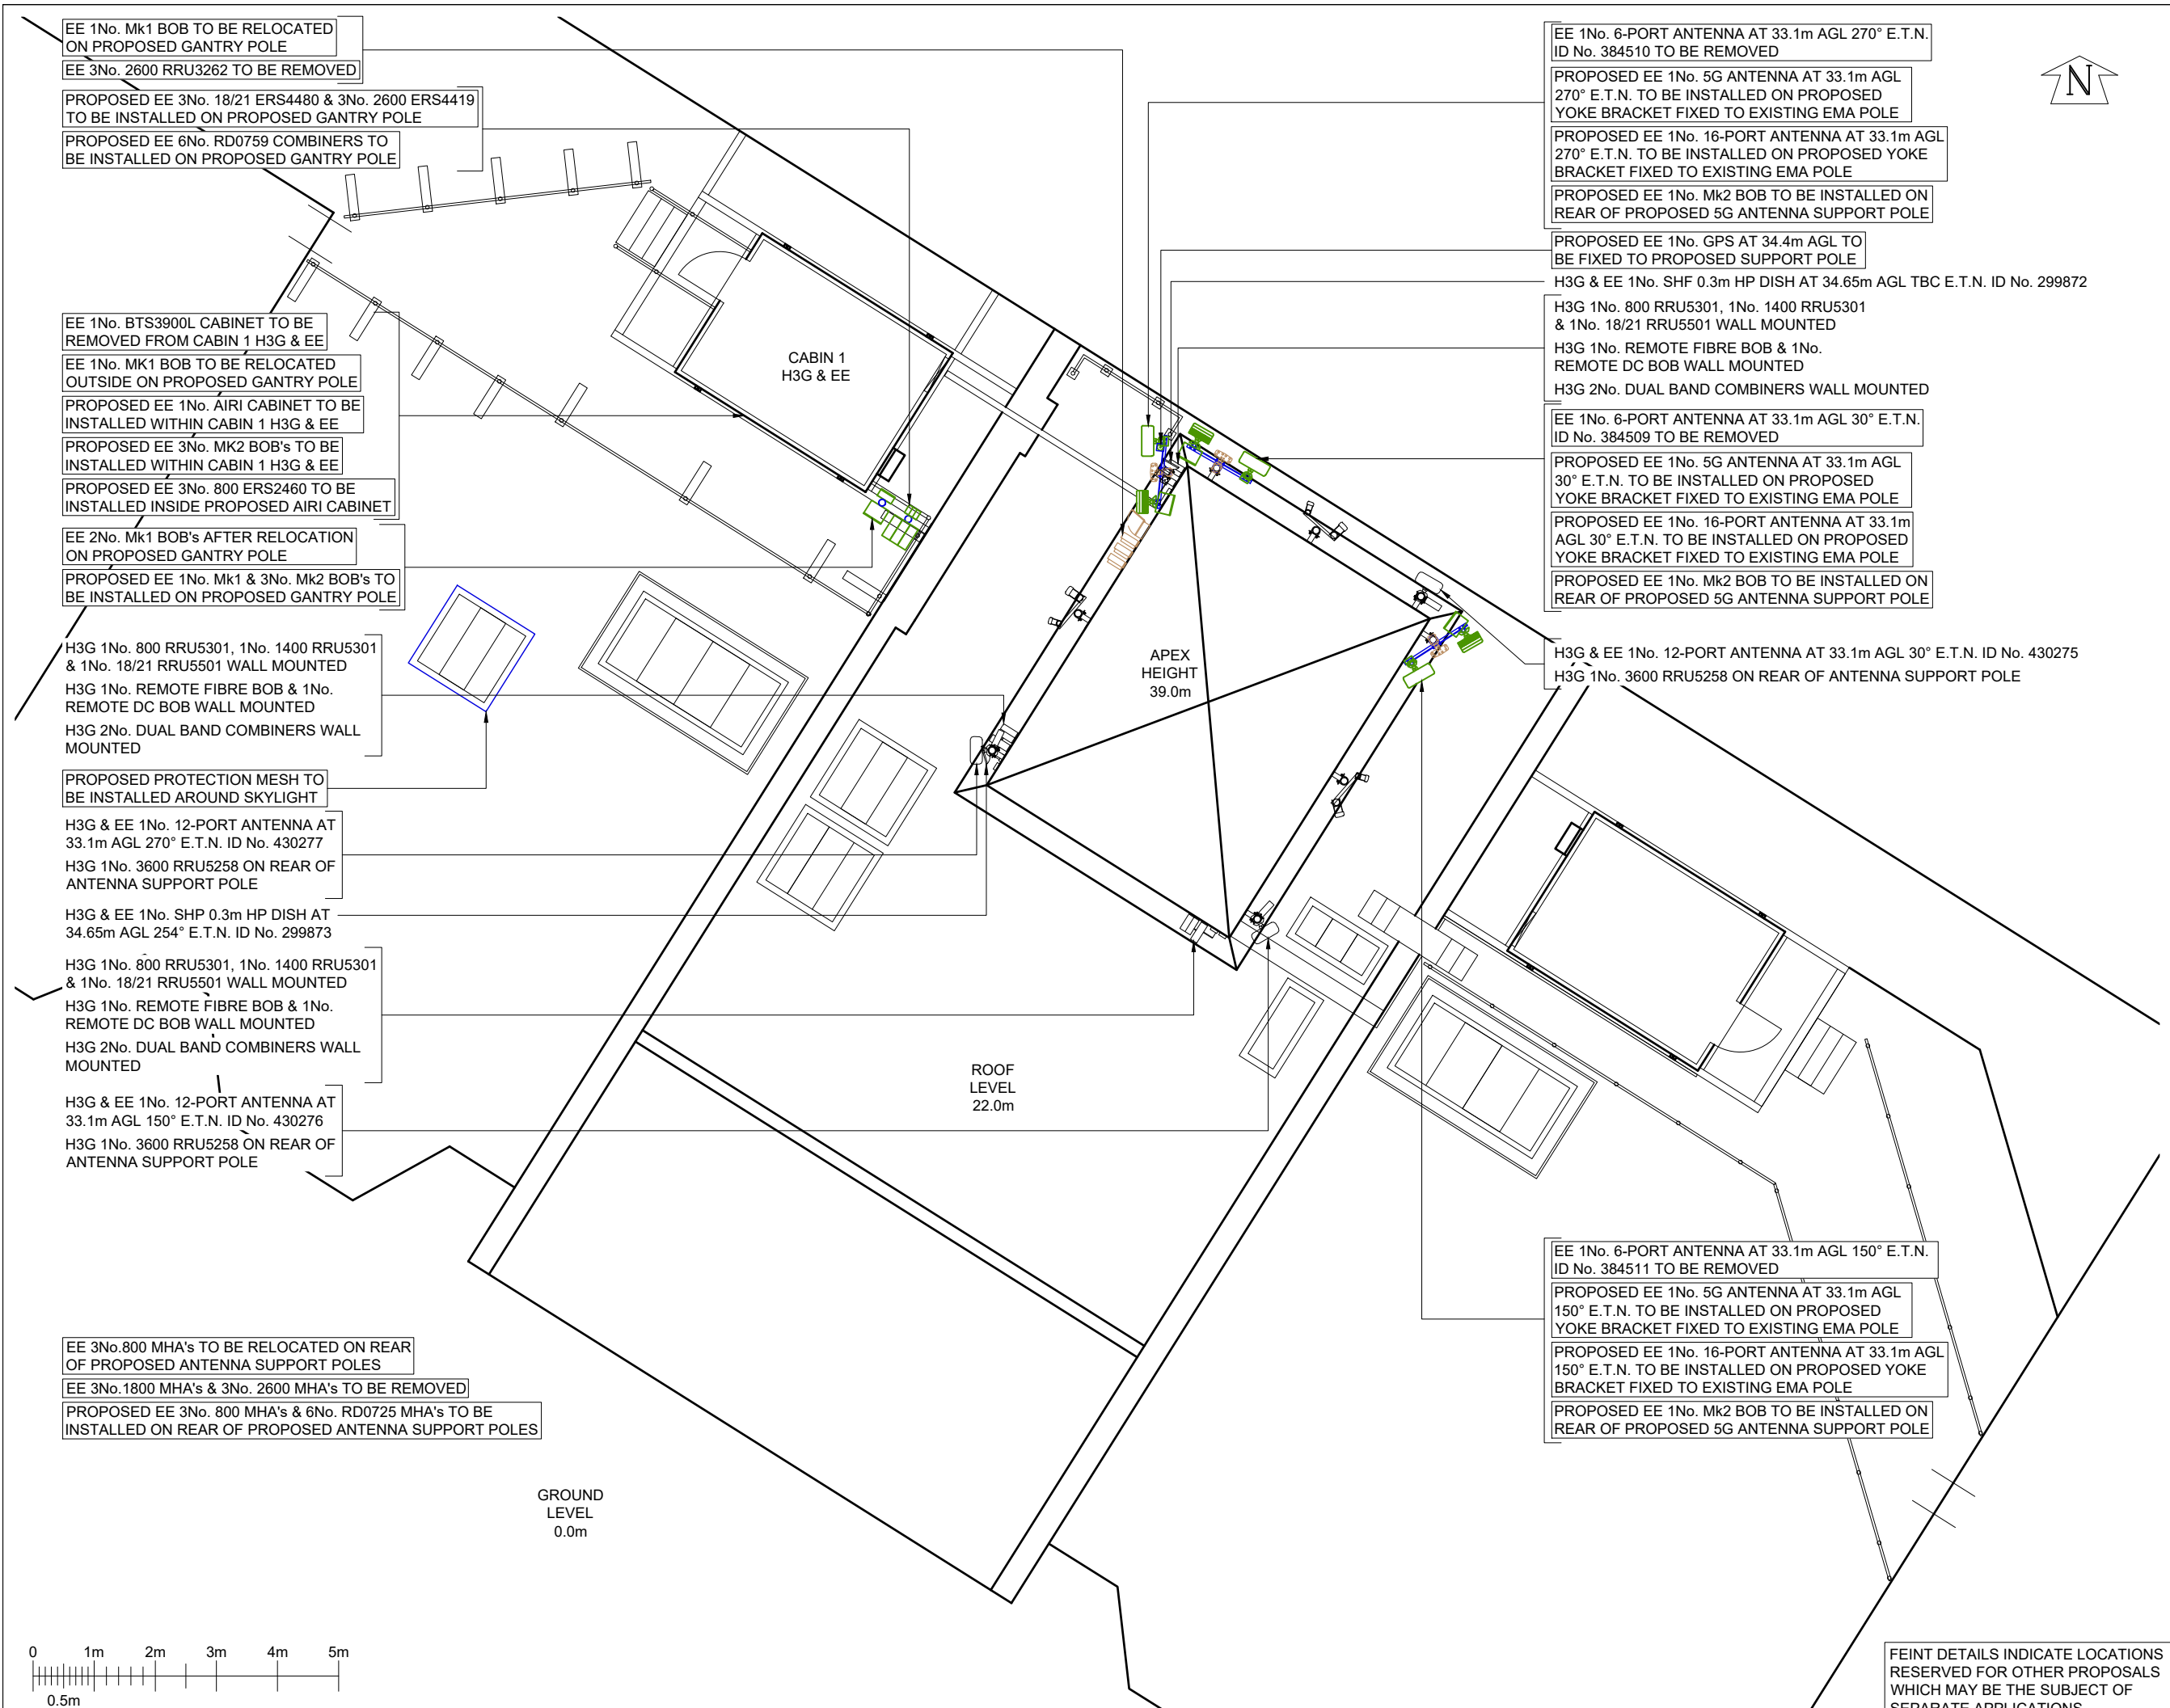 EE 1No. Mk1 BOB TO BE RELOCATED
ON PROPOSED GANTRY POLE
EE 3No. 2600 RRU3262 TO BE REMOVED
PROPOSED EE 3No. 18/21 ERS4480 & 3No. 2600 ERS4419
TO BE INSTALLED ON PROPOSED GANTRY POLE
PROPOSED EE 6No. RD0759 COMBINERS TO
BE INSTALLED ON PROPOSED GANTRY POLE
EE 1No. BTS3900L CABINET TO BE
REMOVED FROM CABIN 1 H3G & EE
EE 1No. MK1 BOB TO BE RELOCATED
OUTSIDE ON PROPOSED GANTRY POLE
PROPOSED EE 1No. AIRI CABINET TO BE
INSTALLED WITHIN CABIN 1 H3G & EE
PROPOSED EE 3No. MK2 BOB's TO BE
INSTALLED WITHIN CABIN 1 H3G & EE
PROPOSED EE 3No. 800 ERS2460 TO BE
INSTALLED INSIDE PROPOSED AIRI CABINET
EE 2No. Mk1 BOB's AFTER RELOCATION
ON PROPOSED GANTRY POLE
PROPOSED EE 1No. Mk1 & 3No. Mk2 BOB's TO
BE INSTALLED ON PROPOSED GANTRY POLE
H3G 1No. 800 RRU5301, 1No. 1400 RRU5301
& 1No. 18/21 RRU5501 WALL MOUNTED
H3G 1No. REMOTE FIBRE BOB & 1No.
REMOTE DC BOB WALL MOUNTED
H3G 2No. DUAL BAND COMBINERS WALL
MOUNTED
PROPOSED PROTECTION MESH TO
BE INSTALLED AROUND SKYLIGHT
H3G & EE 1No. 12-PORT ANTENNA AT
33.1m AGL 270° E.T.N. ID No. 430277
H3G 1No. 3600 RRU5258 ON REAR OF
ANTENNA SUPPORT POLE
H3G & EE 1No. SHP 0.3m HP DISH AT
34.65m AGL 254° E.T.N. ID No. 299873
H3G 1No. 800 RRU5301, 1No. 1400 RRU5301
& 1No. 18/21 RRU5501 WALL MOUNTED
H3G 1No. REMOTE FIBRE BOB & 1No.
REMOTE DC BOB WALL MOUNTED
H3G 2No. DUAL BAND COMBINERS WALL
MOUNTED
H3G & EE 1No. 12-PORT ANTENNA AT
33.1m AGL 150° E.T.N. ID No. 430276
H3G 1No. 3600 RRU5258 ON REAR OF
ANTENNA SUPPORT POLE
EE 3No.800 MHA's TO BE RELOCATED ON REAR
OF PROPOSED ANTENNA SUPPORT POLES
EE 3No.1800 MHA's & 3No. 2600 MHA's TO BE REMOVED
PROPOSED EE 3No. 800 MHA's & 6No. RD0725 MHA's TO BE
INSTALLED ON REAR OF PROPOSED ANTENNA SUPPORT POLES
CABIN 1
H3G & EE
APEX
HEIGHT
39.0m
ROOF
LEVEL
22.0m
GROUND
LEVEL
0.0m
0 1m 2m 3m 4m 5m
0.5m
N
EE 1No. 6-PORT ANTENNA AT 33.1m AGL 270° E.T.N.
ID No. 384510 TO BE REMOVED
PROPOSED EE 1No. 5G ANTENNA AT 33.1m AGL
270° E.T.N. TO BE INSTALLED ON PROPOSED
YOKE BRACKET FIXED TO EXISTING EMA POLE
PROPOSED EE 1No. 16-PORT ANTENNA AT 33.1m AGL
270° E.T.N. TO BE INSTALLED ON PROPOSED YOKE
BRACKET FIXED TO EXISTING EMA POLE
PROPOSED EE 1No. Mk2 BOB TO BE INSTALLED ON
REAR OF PROPOSED 5G ANTENNA SUPPORT POLE
PROPOSED EE 1No. GPS AT 34.4m AGL TO
BE FIXED TO PROPOSED SUPPORT POLE
H3G & EE 1No. SHF 0.3m HP DISH AT 34.65m AGL TBC E.T.N. ID No. 299872
H3G 1No. 800 RRU5301, 1No. 1400 RRU5301
& 1No. 18/21 RRU5501 WALL MOUNTED
H3G 1No. REMOTE FIBRE BOB & 1No.
REMOTE DC BOB WALL MOUNTED
H3G 2No. DUAL BAND COMBINERS WALL MOUNTED
EE 1No. 6-PORT ANTENNA AT 33.1m AGL 30° E.T.N.
ID No. 384509 TO BE REMOVED
PROPOSED EE 1No. 5G ANTENNA AT 33.1m AGL
30° E.T.N. TO BE INSTALLED ON PROPOSED
YOKE BRACKET FIXED TO EXISTING EMA POLE
PROPOSED EE 1No. 16-PORT ANTENNA AT 33.1m
AGL 30° E.T.N. TO BE INSTALLED ON PROPOSED
YOKE BRACKET FIXED TO EXISTING EMA POLE
PROPOSED EE 1No. Mk2 BOB TO BE INSTALLED ON
REAR OF PROPOSED 5G ANTENNA SUPPORT POLE
H3G & EE 1No. 12-PORT ANTENNA AT 33.1m AGL 30° E.T.N. ID No. 430275
H3G 1No. 3600 RRU5258 ON REAR OF ANTENNA SUPPORT POLE
EE 1No. 6-PORT ANTENNA AT 33.1m AGL 150° E.T.N.
ID No. 384511 TO BE REMOVED
PROPOSED EE 1No. 5G ANTENNA AT 33.1m AGL
150° E.T.N. TO BE INSTALLED ON PROPOSED
YOKE BRACKET FIXED TO EXISTING EMA POLE
PROPOSED EE 1No. 16-PORT ANTENNA AT 33.1m AGL
150° E.T.N. TO BE INSTALLED ON PROPOSED YOKE
BRACKET FIXED TO EXISTING EMA POLE
PROPOSED EE 1No. Mk2 BOB TO BE INSTALLED ON
REAR OF PROPOSED 5G ANTENNA SUPPORT POLE
FEINT DETAILS INDICATE LOCATIONS
RESERVED FOR OTHER PROPOSALS
WHICH MAY BE THE SUBJECT OF
SEPARATE APPLICATIONS